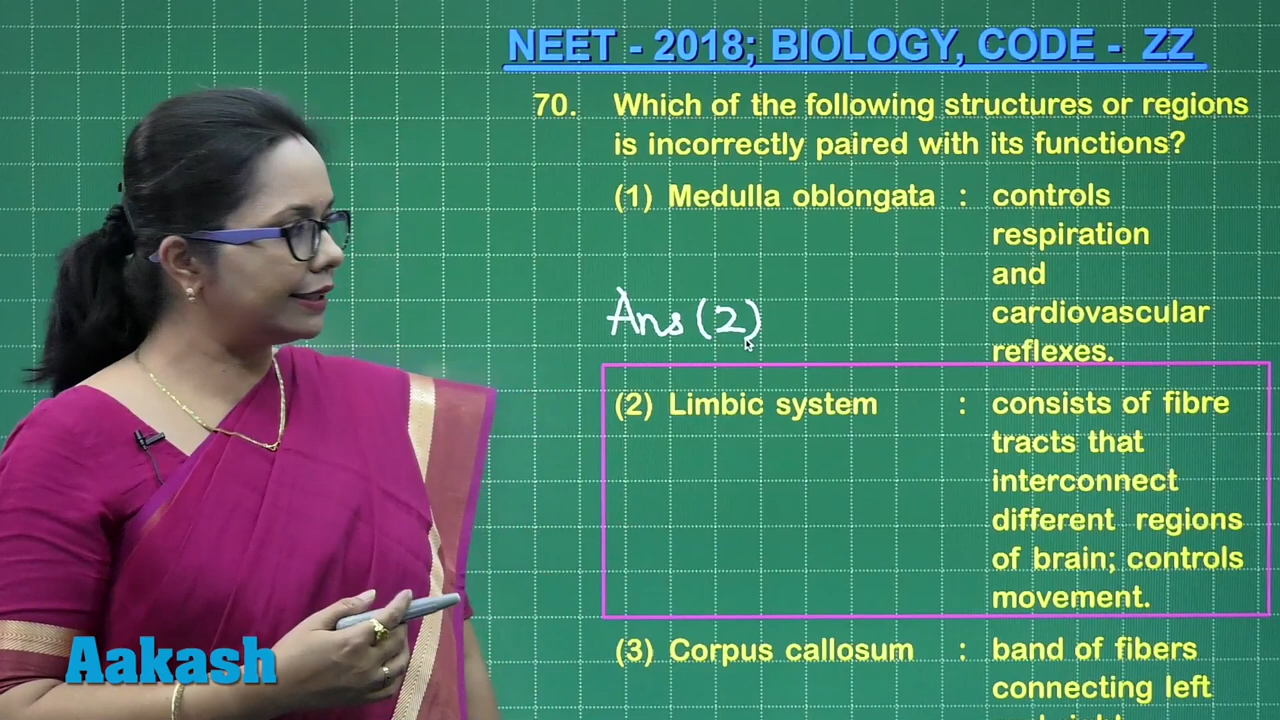 NEET - 2018; BIOLOGY, CODE - ZZ
70. Which of the following structures or regions
is incorrectly paired with its functions?
(1) Medulla oblongata : controls
respiration
and
cardiovascular
reflexes.
Ans (2)
(2) Limbic system : consists of fibre
tracts that
interconnect
different regions
of brain; controls
movement.
(3) Corpus callosum : band of fibers
connecting left
Aakash